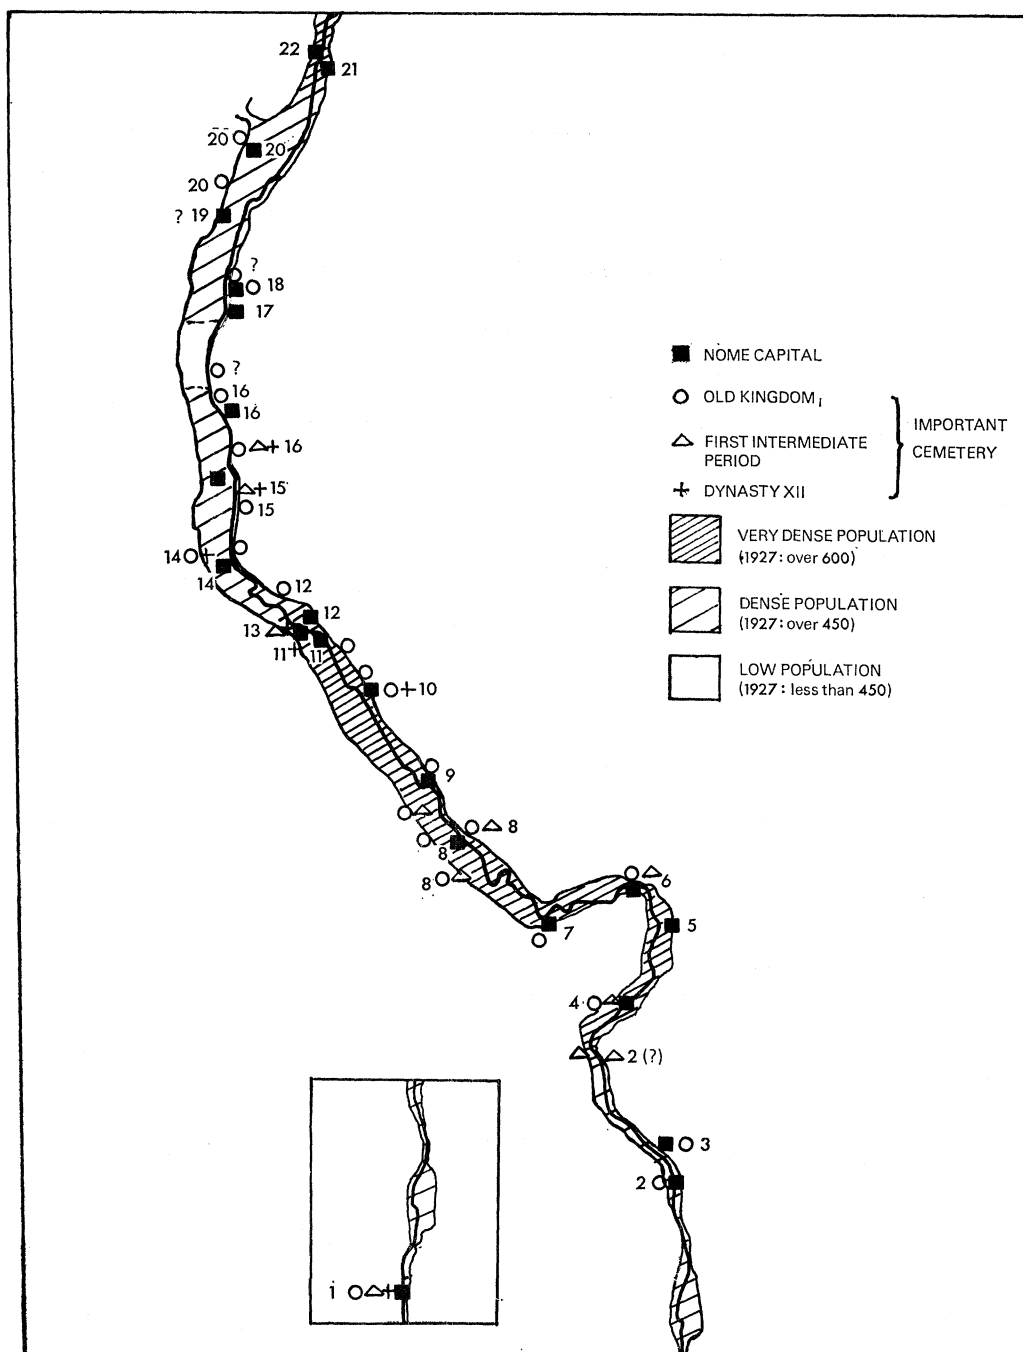 22
21
20
20
20
? 19
?
18
17
?
16
16
+ 16
+ 15
15
14 +
14
12
12
13
11 +
11
+ 10
9
8
8
8
6
7
5
4
2 (?)
3
2
i +
NOME CAPITAL
OLD KINGDOM
FIRST INTERMEDIATE
PERIOD
+ DYNASTY XII
IMPORTANT
CEMETERY
VERY DENSE POPULATION
(1927: over 600)
DENSE POPULATION
(1927: over 450)
LOW POPULATION
(1927: less than 450)